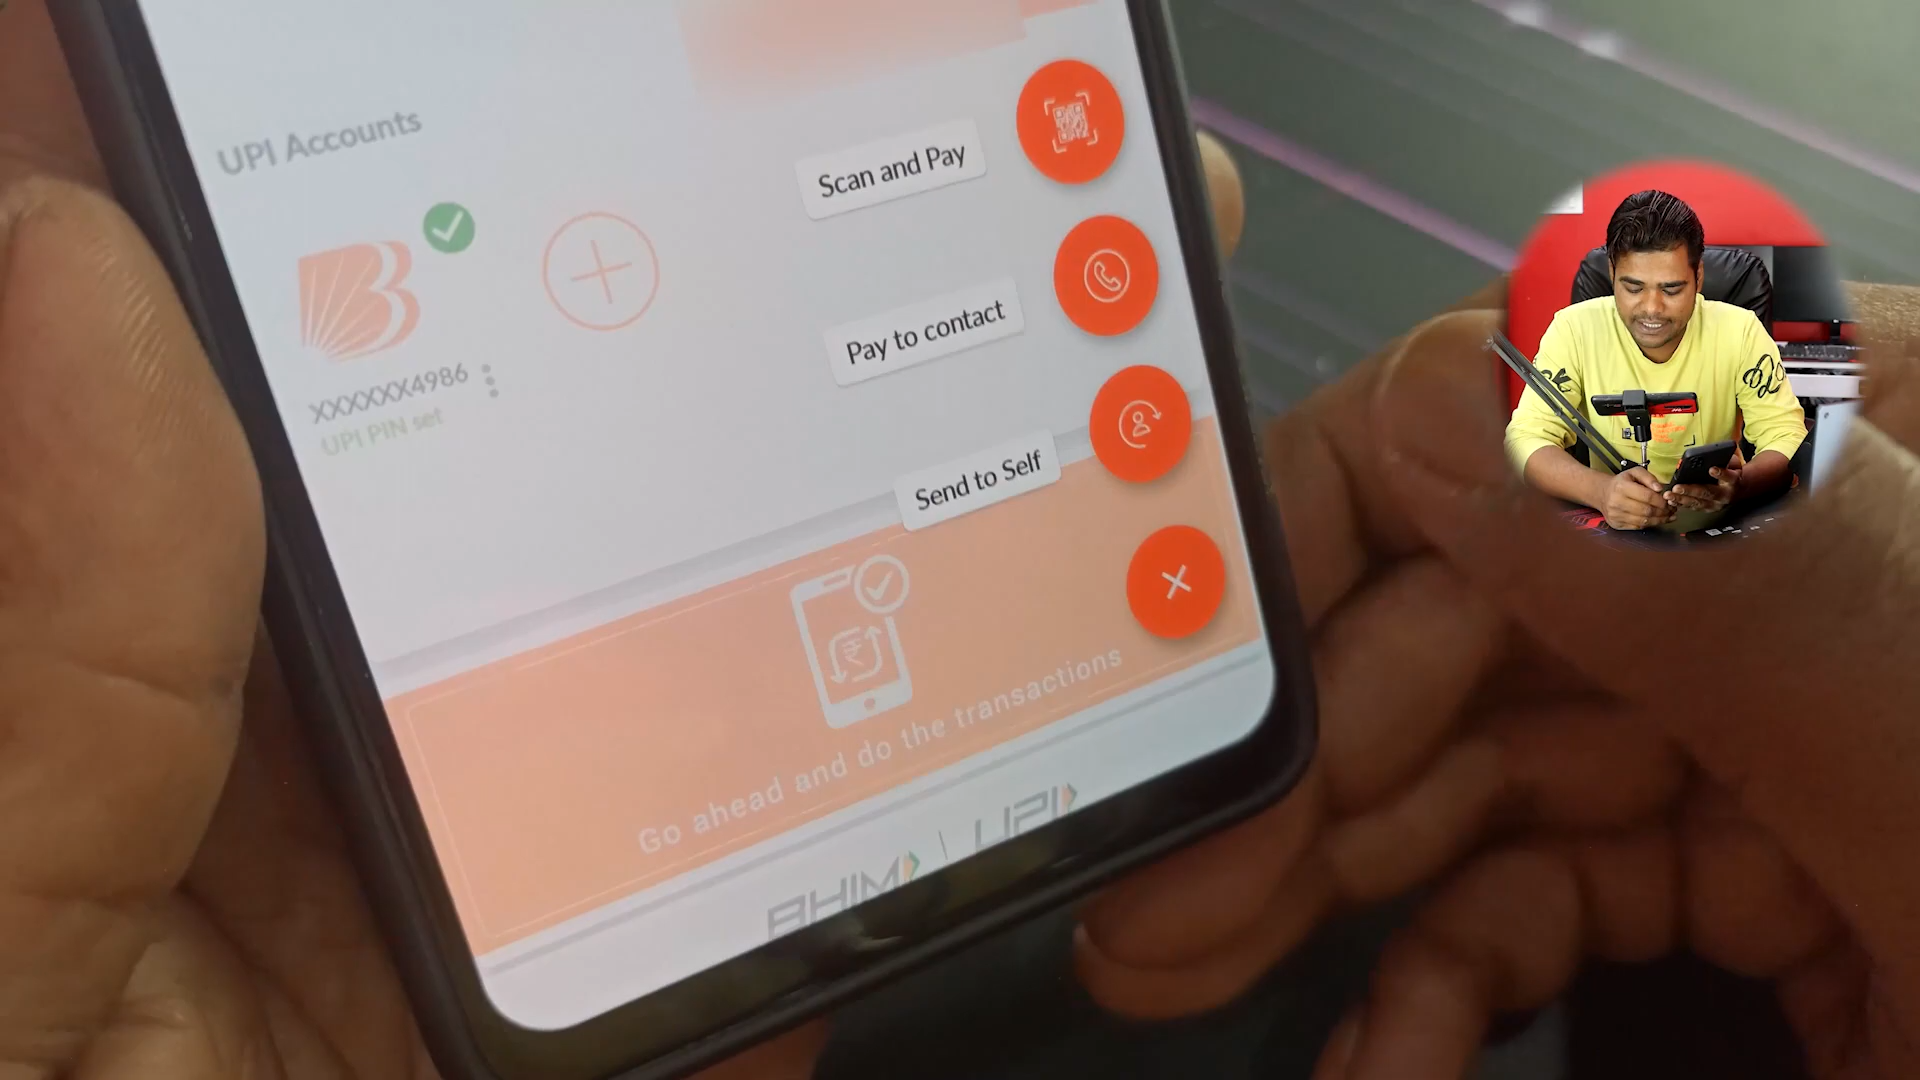 UPI Accounts
Scan and Pay
XXXXXX4986
UPI PIN set
Pay to contact
Send to Self
Go ahead and do the transactions
BHIM | UPI